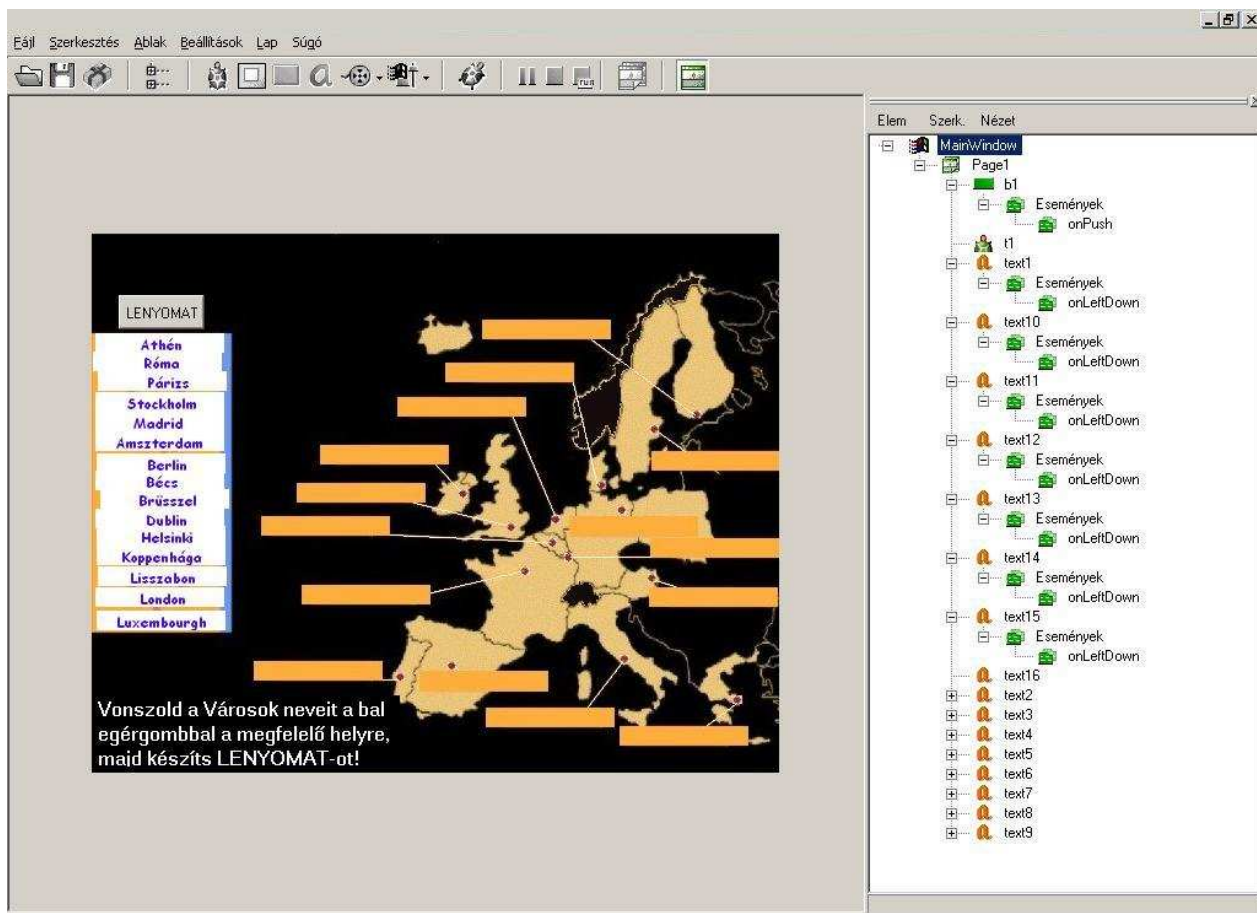 Fájl Szerkesztés Ablak Beállítások Lap Súgó
run
LENYOMAT
Athén
Róma
Párizs
Stockholm
Madrid
Amszterdam
Berlin
Bécs
Brüsszel
Dublin
Helsinki
Koppenhága
Lisszabon
London
Luxembourgh
Vonszold a Városok neveit a bal
egérgombbal a megfelelő helyre,
majd készíts LENYOMAT-ot!
Elem Szerk. Nézet
MainWindow
Page1
b1
Események
onPush
t1
text1
Események
onLeftDown
text10
Események
onLeftDown
text11
Események
onLeftDown
text12
Események
onLeftDown
text13
Események
onLeftDown
text14
Események
onLeftDown
text15
Események
onLeftDown
text16
text2
text3
text4
text5
text6
text7
text8
text9